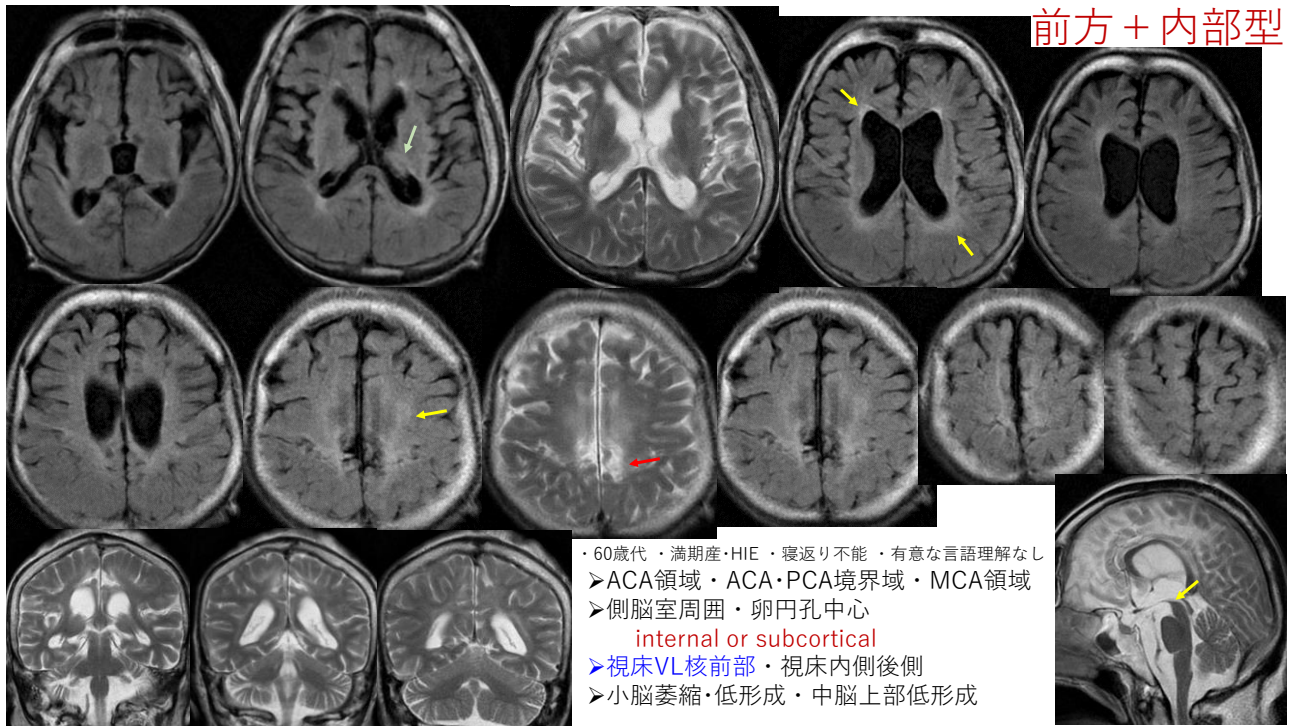 前方＋内部型
・60歳代 ・満期産・HIE ・寝返り不能 ・有意な言語理解なし
➢ACA領域・ACA・PCA境界域・MCA領域
➢側脳室周囲・卵円孔中心
internal or subcortical
➢視床VL核前部・視床内側後側
➢小脳萎縮・低形成・中脳上部低形成